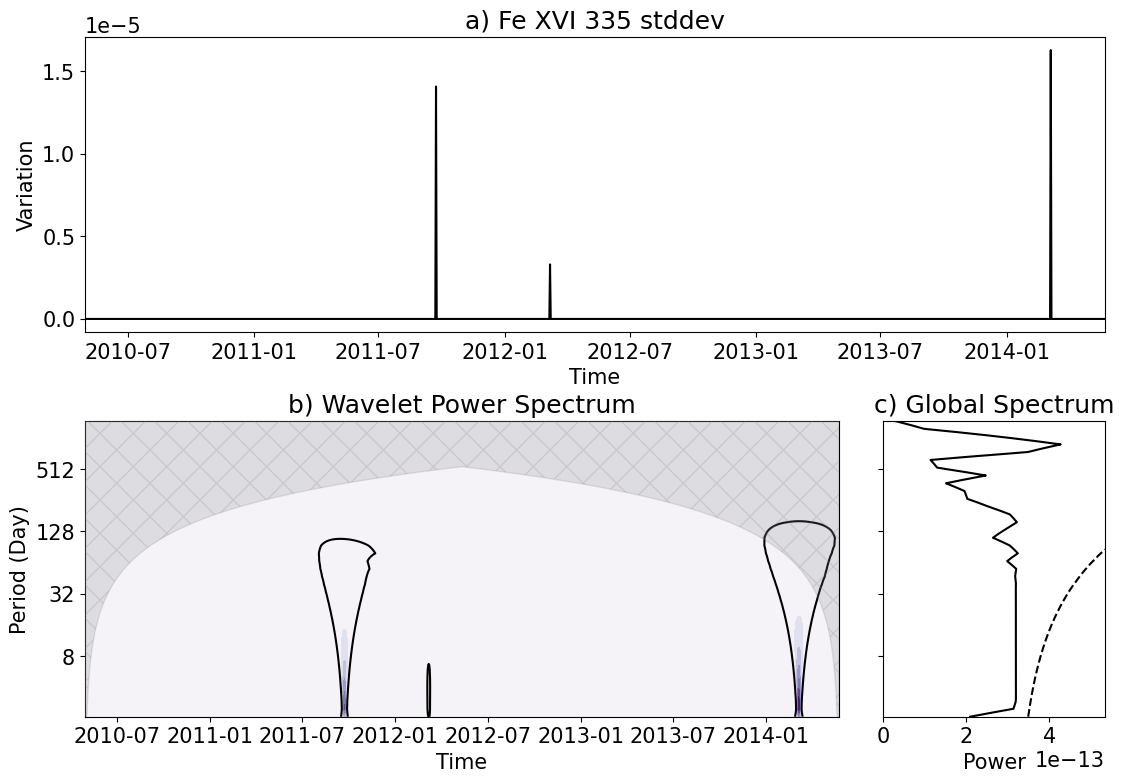 a) Fe XVI 335 stddev
1e−5
1.5
1.0
0.5
0.0
Variation
2010-07 2011-01 2011-07 2012-01 2012-07 2013-01 2013-07 2014-01
Time
b) Wavelet Power Spectrum
512
128
32
8
Period (Day)
2010-07 2011-01 2011-07 2012-01 2012-07 2013-01 2013-07 2014-01
Time
c) Global Spectrum
0 2 4
Power 1e−13